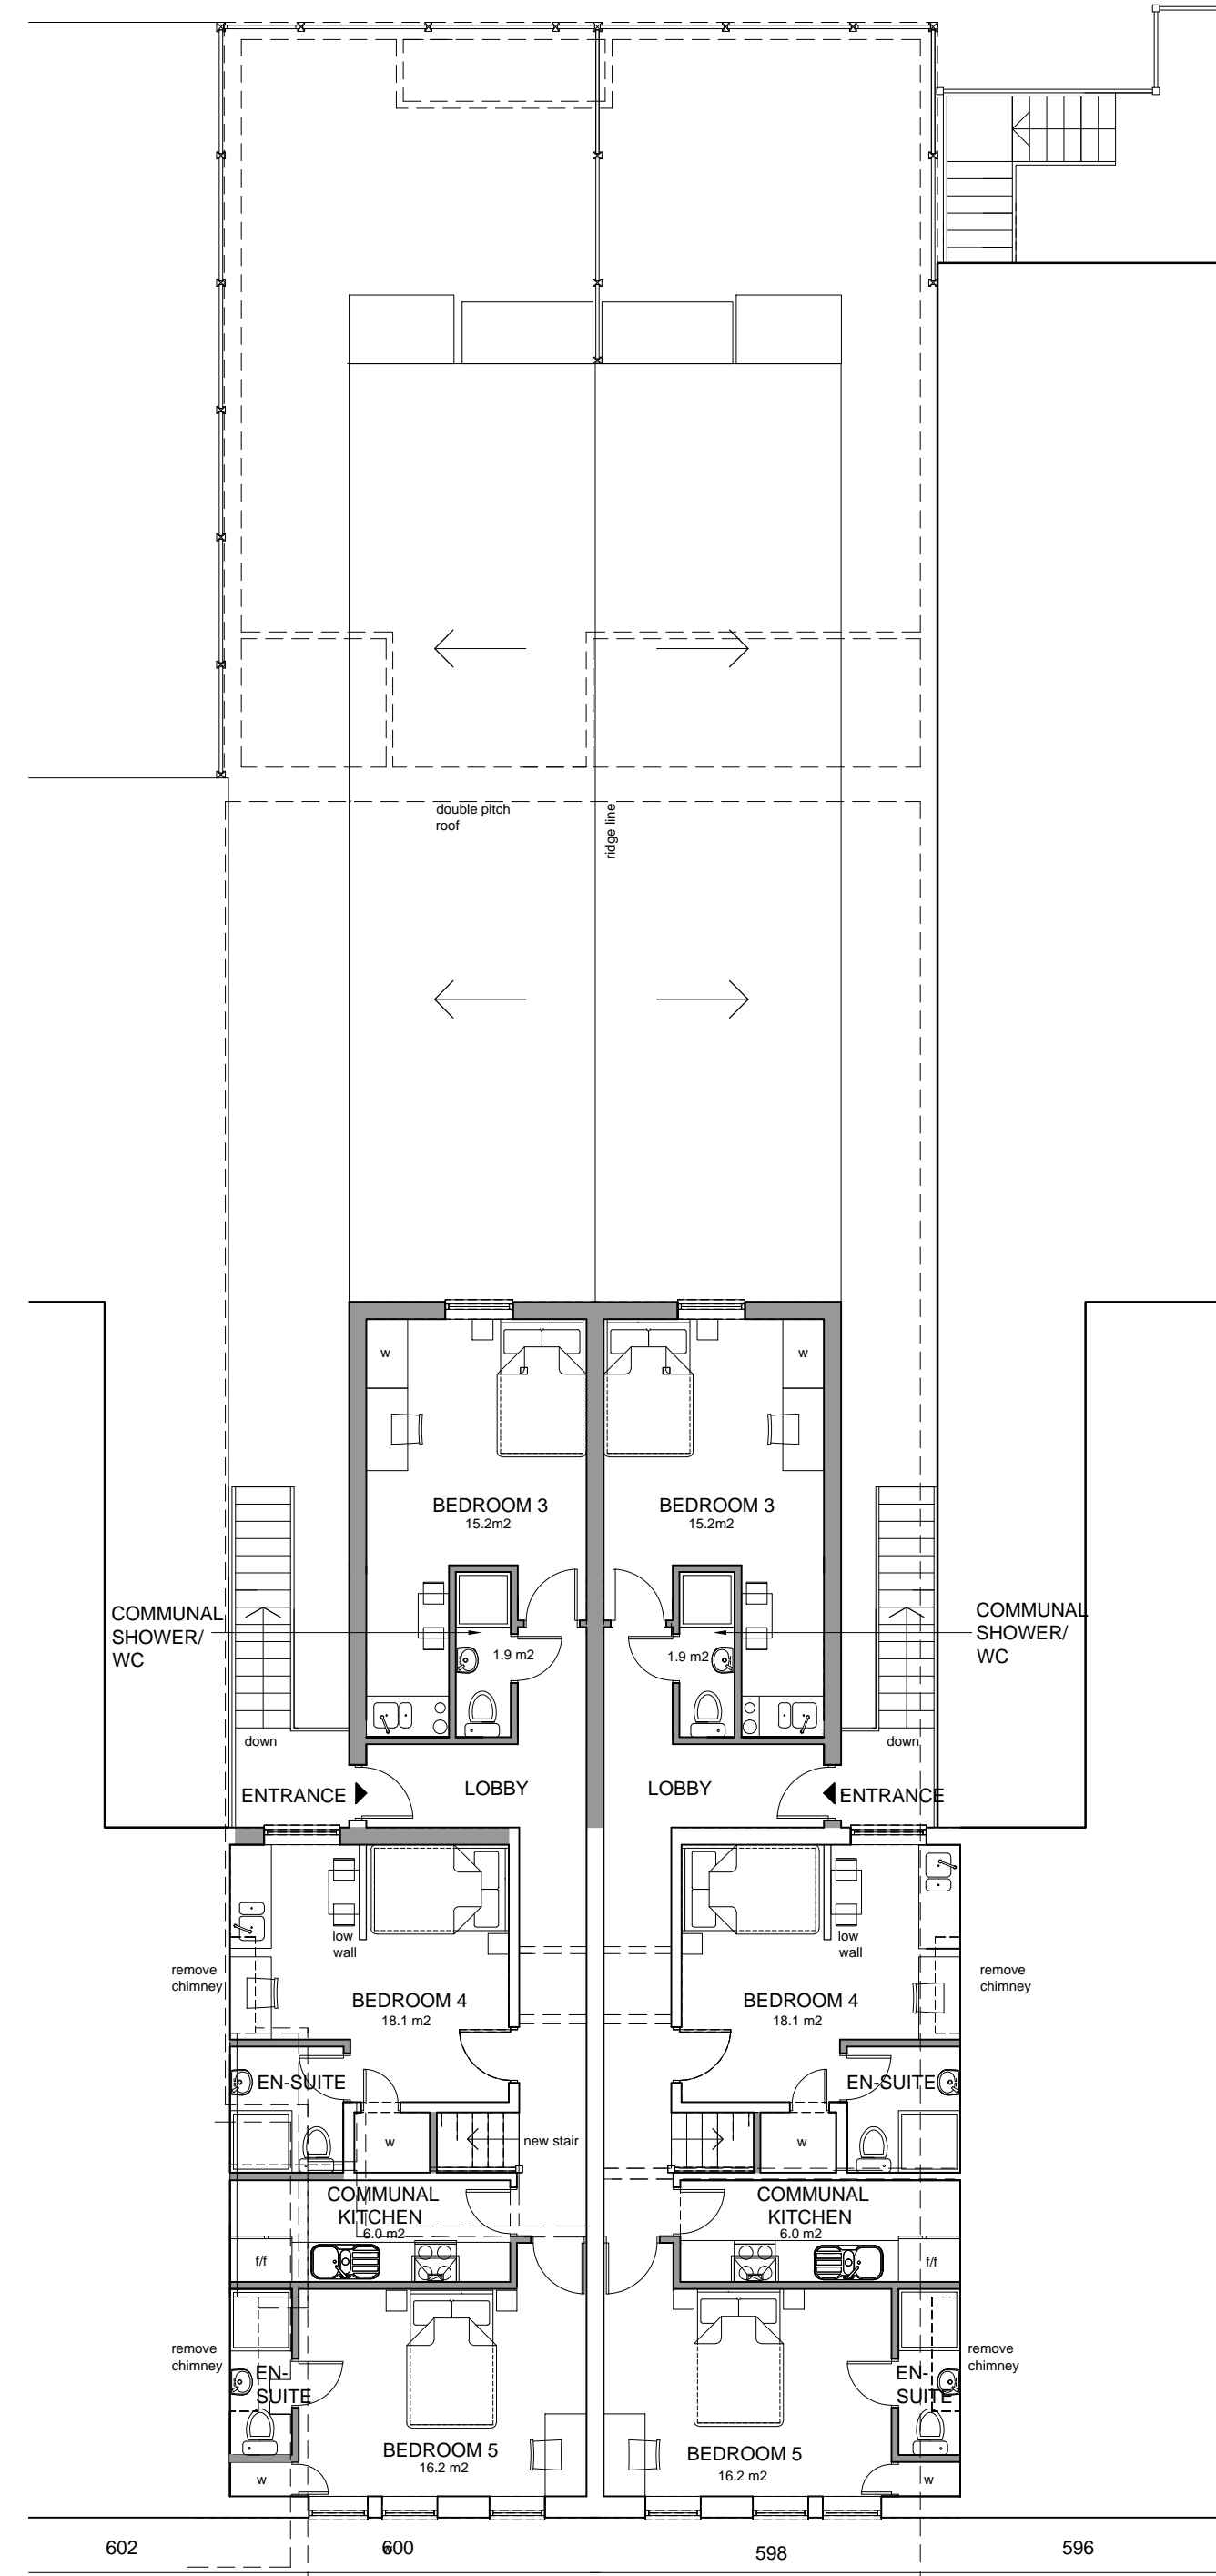 double pitch
roof
ridge line
w
w
BEDROOM 3
15.2m2
BEDROOM 3
15.2m2
COMMUNAL
SHOWER/
WC
1.9 m2
1.9 m2
COMMUNAL
SHOWER/
WC
down
down
ENTRANCE
LOBBY
LOBBY
ENTRANCE
low
wall
low
wall
remove
chimney
remove
chimney
BEDROOM 4
18.1 m2
BEDROOM 4
18.1 m2
EN-SUITE
EN-SUITE
w
new stair
w
COMMUNAL
KITCHEN
6.0 m2
COMMUNAL
KITCHEN
6.0 m2
f/f
f/f
remove
chimney
remove
chimney
EN-
SUITE
EN-
SUITE
BEDROOM 5
16.2 m2
BEDROOM 5
16.2 m2
w
w
602
600
598
596